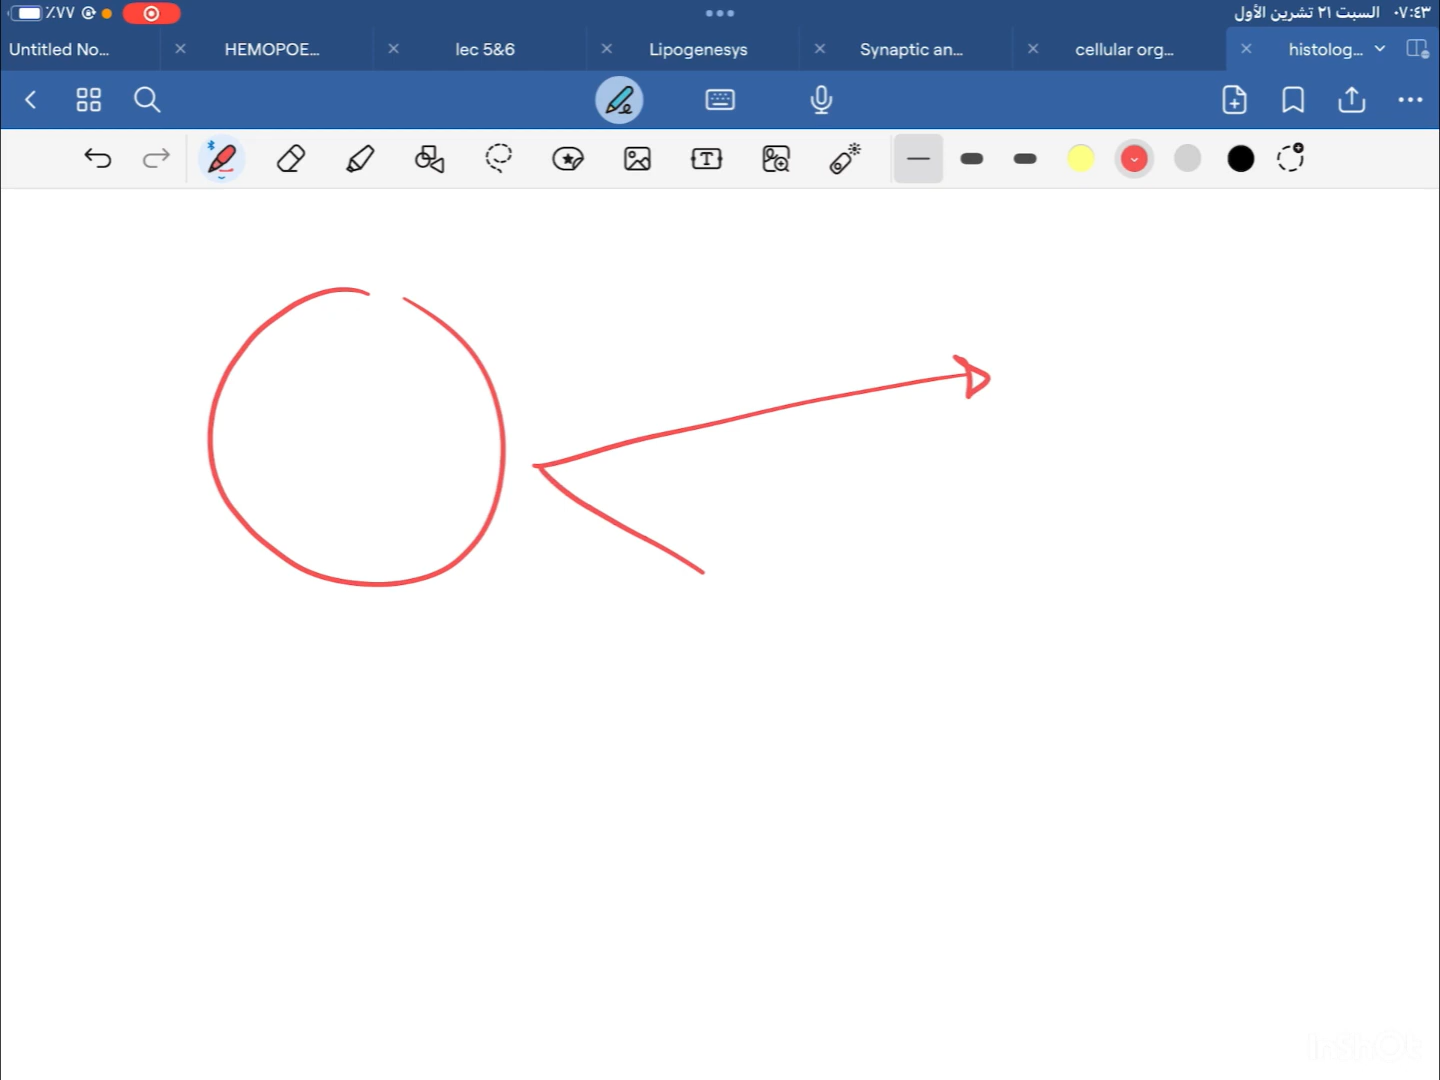 ٪٧٧ السبت ٢١ تشرين الأول ٠٧:٤٣
Untitled No... HEMOPOE... lec 5&6 Lipogenesys Synaptic an... cellular org... histolog...
T
InShOt